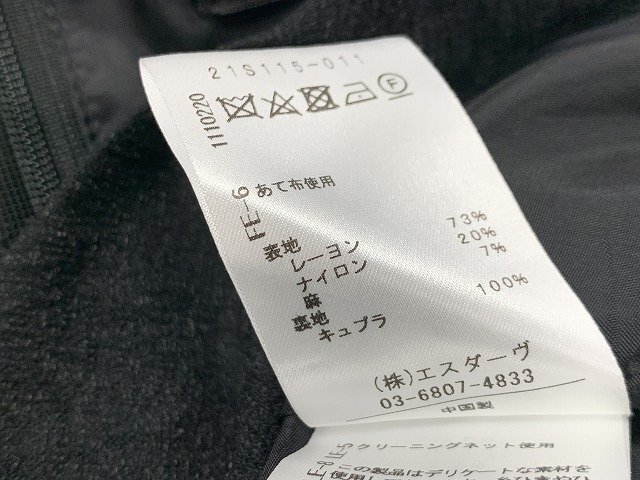 21S115-011
1110220
F
FE-6
あて布使用
表地
レーヨン 73%
ナイロン 20%
麻 7%
裏地
キュプラ 100%
(株)エスダーヴ
03-6807-4833
中国製
クリーニングネット使用
この製品はデリケートな素材を